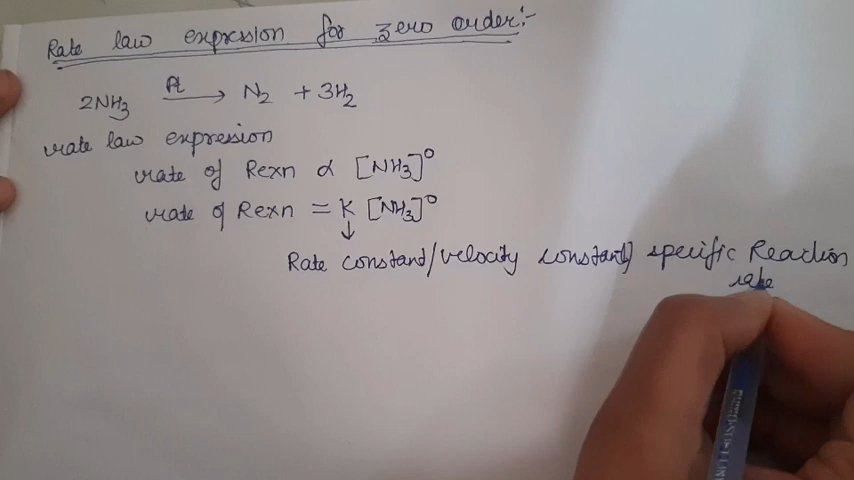 Rate law expression for zero order:-
2NH3 Pt → N2 + 3H2
rate law expression
rate of Rexn ∝ [NH3]⁰
rate of Rexn = K [NH3]⁰
↓
Rate constant/velocity constant/ specific Reaction
rate